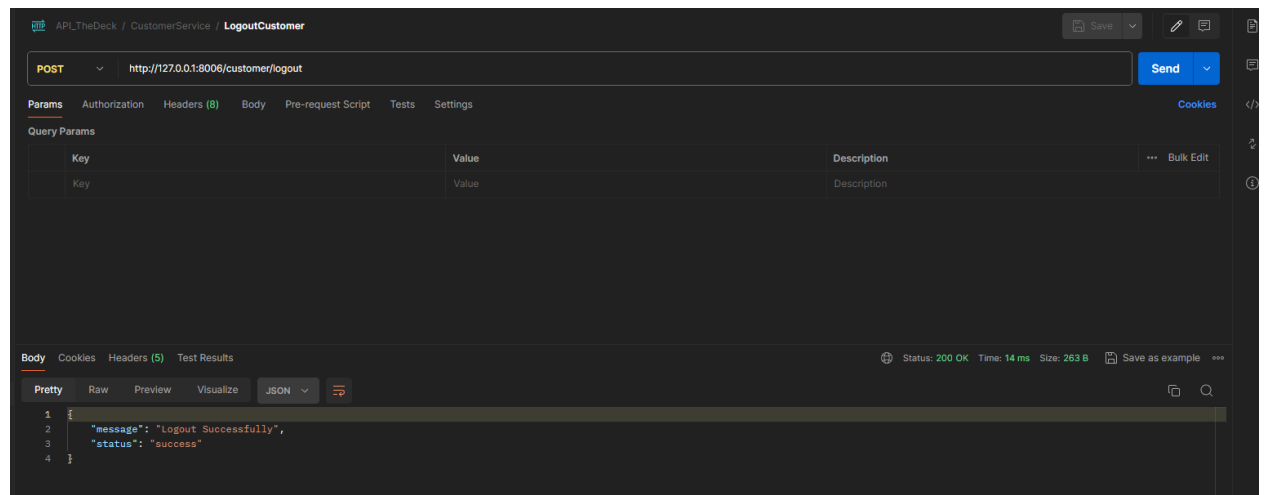 HTTP API_TheDeck / CustomerService / LogoutCustomer Save
POST http://127.0.0.1:8006/customer/logout Send
Params Authorization Headers (8) Body Pre-request Script Tests Settings Cookies
Query Params
Key Value Description ••• Bulk Edit
Key Value Description
Body Cookies Headers (5) Test Results Status: 200 OK Time: 14 ms Size: 263 B Save as example
Pretty Raw Preview Visualize JSON
1 {
2 "message": "Logout Successfully",
3 "status": "success"
4 }